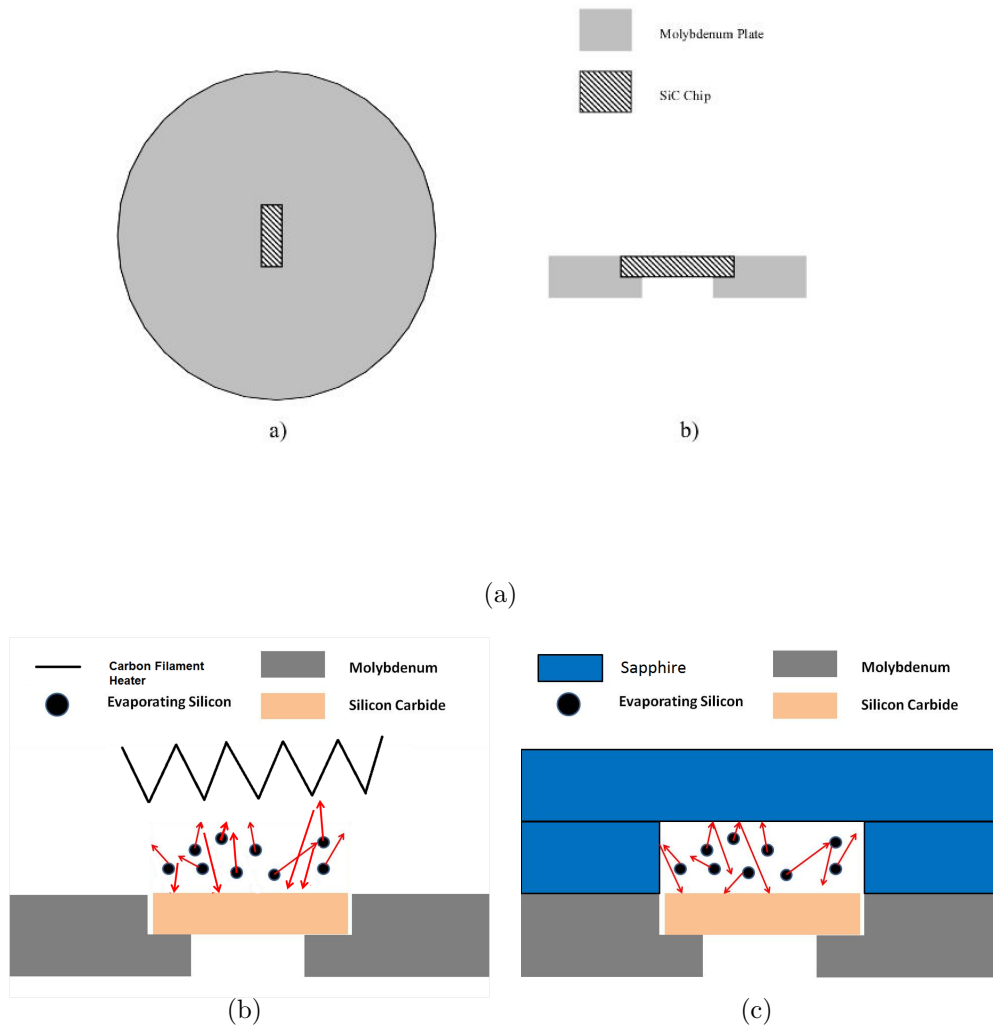 Molybdenum Plate
SiC Chip
a)
b)
(a)
Carbon Filament
Heater
Molybdenum
Evaporating Silicon
Silicon Carbide
Sapphire
Molybdenum
Evaporating Silicon
Silicon Carbide
(b)
(c)